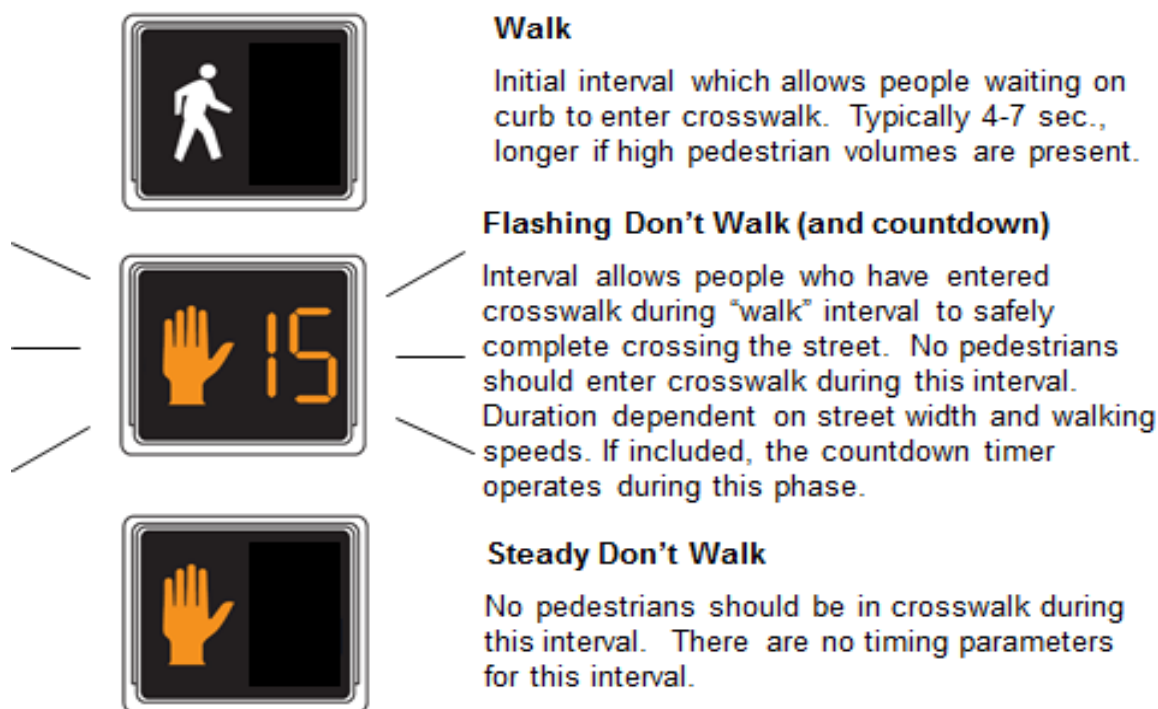 Walk
Initial interval which allows people waiting on
curb to enter crosswalk. Typically 4-7 sec.,
longer if high pedestrian volumes are present.
Flashing Don't Walk (and countdown)
15
Interval allows people who have entered
crosswalk during “walk” interval to safely
complete crossing the street. No pedestrians
should enter crosswalk during this interval.
Duration dependent on street width and walking
speeds. If included, the countdown timer
operates during this phase.
Steady Don't Walk
No pedestrians should be in crosswalk during
this interval. There are no timing parameters
for this interval.